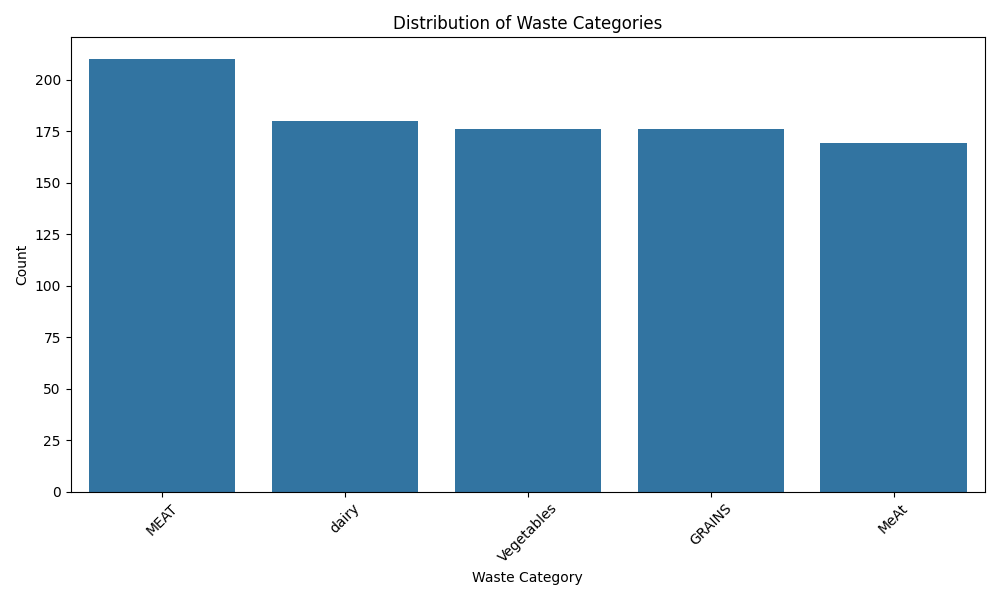 Distribution of Waste Categories
Count
200
175
150
125
100
75
50
25
0
MEAT
dairy
Vegetables
GRAINS
MeAt
Waste Category